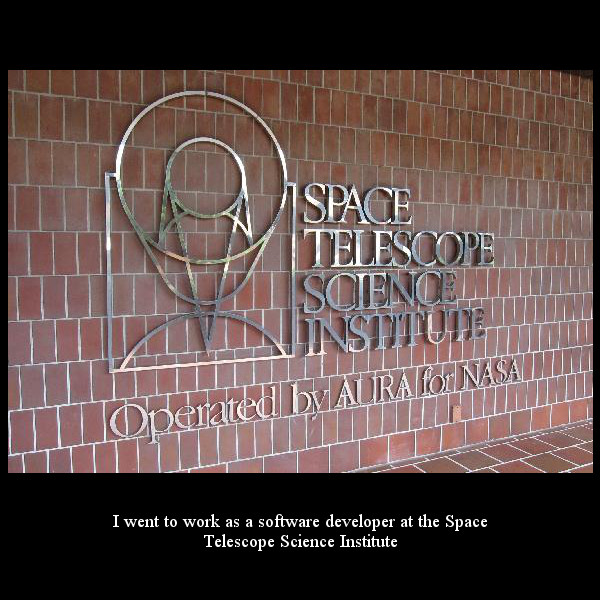 SPACE
TELESCOPE
SCIENCE
INSTITUTE
Operated by AURA for NASA
I went to work as a software developer at the Space
Telescope Science Institute